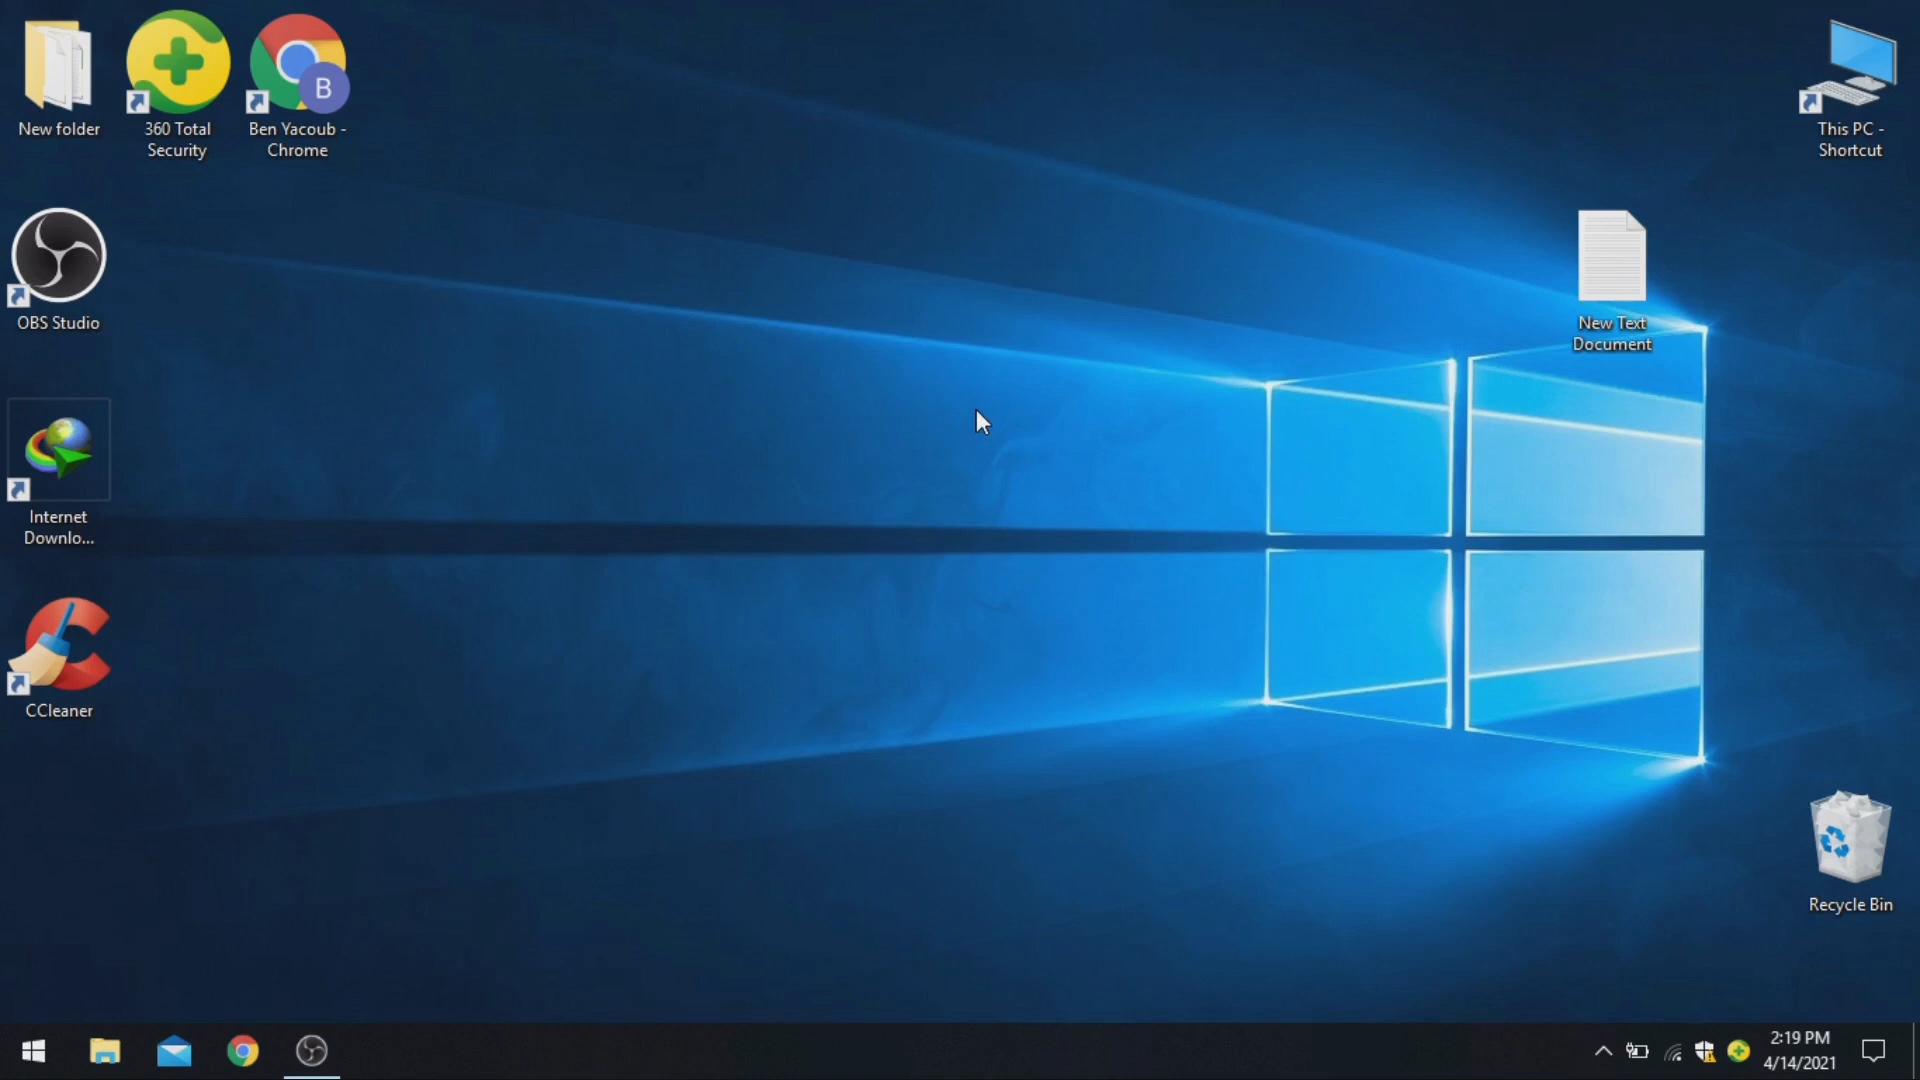 New folder
360 Total
Security
B
Ben Yacoub -
Chrome
This PC -
Shortcut
OBS Studio
New Text
Document
Internet
Downlo...
CCleaner
Recycle Bin
2:19 PM
4/14/2021